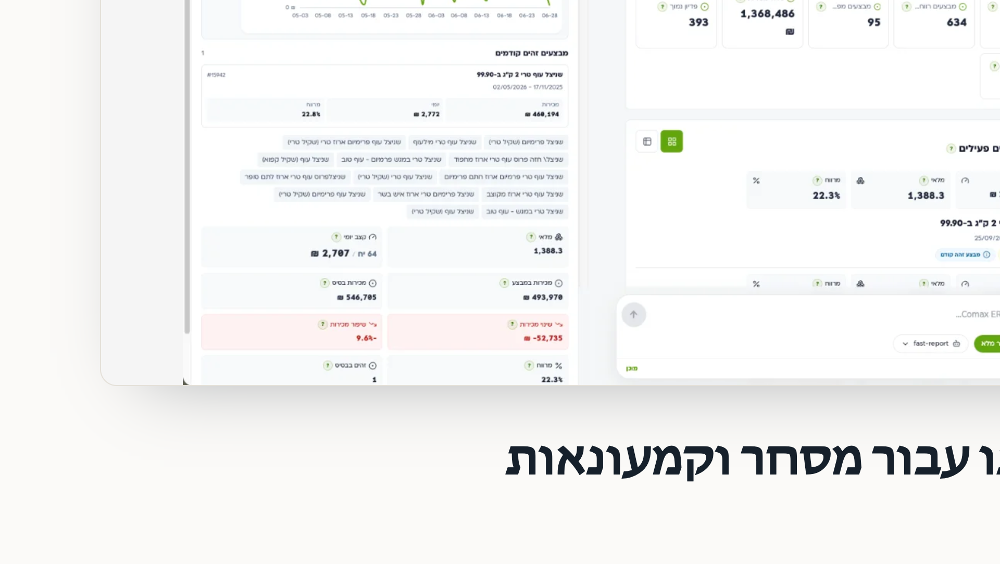 0 ₪
05-03 05-08 05-13 05-18 05-23 05-28 06-03 06-08 06-13 06-18 06-23 06-28
מבצעים זהים קודמים 1
שניצל עוף טרי 2 ק"ג ב-99.90 #15942
17/11/2025 - 02/05/2026
מכירות יומי מרווח
460,194 ₪ 2,772 ₪ 22.8%
שניצל פרימיום (שקיל טרי) שניצל עוף טרי מילעוף שניצל עוף פרימיום ארוז טרי (שקיל טרי)
שניצל\ חזה פרוס עוף טרי ארוז מחפוד שניצל טרי במגש פרמיום - עוף טוב שניצל עוף (שקיל קפוא)
שניצל עוף טרי פרמיום ארוז חתם פרימיום שניצל עוף טרי (שקיל טרי) שניצלפרוס עוף טרי ארוז לתם סופר
שניצל עוף טרי ארוז מקוצב שניצל פרימיום טרי ארוז איש בשר שניצל עוף פרימיום (שקיל טרי)
שניצל טרי במגש - עוף טוב שניצל עוף (שקיל טרי)
מלאי ? קצב יומי ?
1,388.3 64 יח' / 2,707 ₪
מכירות במבצע ? מכירות בסיס ?
493,970 ₪ 546,705 ₪
שינוי מכירות ? שיפור מכירות ?
-52,735 ₪ -9.6%
% מרווח ? זהים בבסיס ?
22.3% 1
מבצעים רווח... ? מבצעים מפ... ? פדיון נמוך ?
634 95 1,368,486 ₪ 393
ים פעילים ?
מלאי ? מרווח ? %
1,388.3 22.3%
2 ק"ג ב-99.90
25/09/20
מבצע זהה קודם
מלאי ? מרווח ? %
Comax ER...
ר מלא fast-report
מוכן
עבור מסחר וקמעונאות